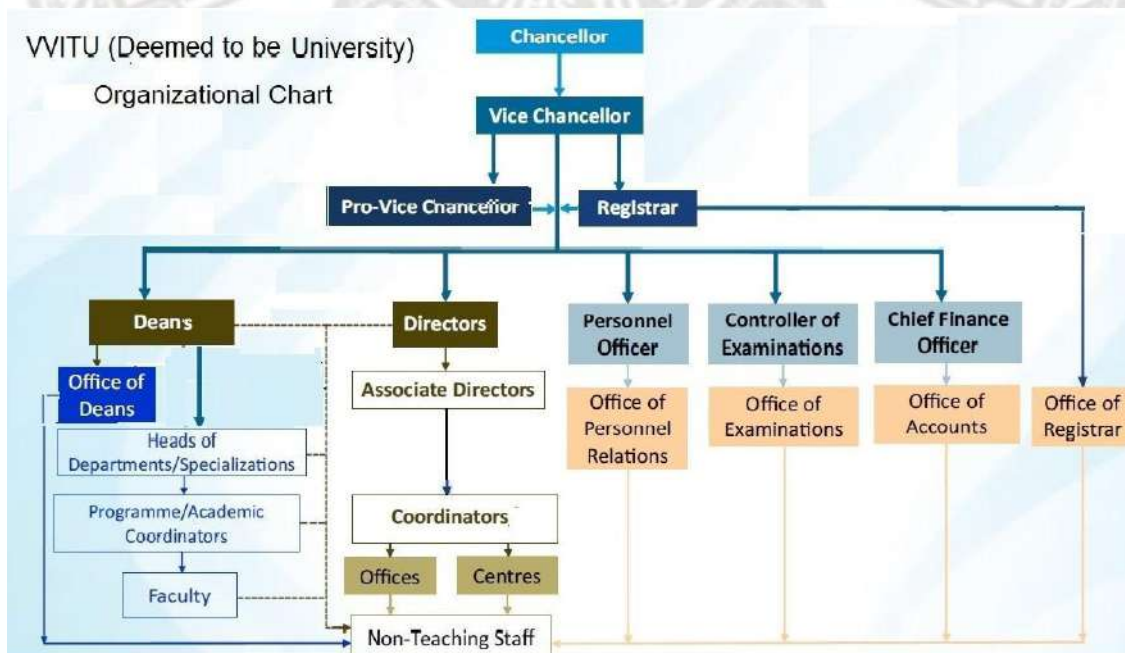 VVITU (Deemed to be University)
Organizational Chart
Chancellor
Vice Chancellor
Pro-Vice Chancellor
Registrar
Deans
Directors
Personnel
Officer
Controller of
Examinations
Chief Finance
Officer
Office of
Deans
Associate Directors
Office of
Personnel
Relations
Office of
Examinations
Office of
Accounts
Office of
Registrar
Heads of
Departments/Specializations
Programme/Academic
Coordinators
Coordinators
Faculty
Offices
Centres
Non-Teaching Staff